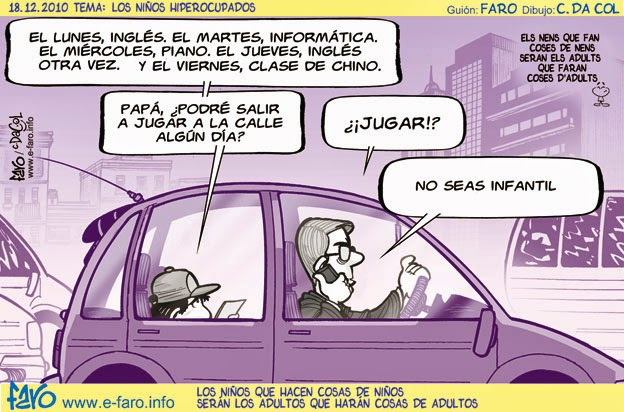 18.12.2010 TEMA: LOS NIÑOS HIPEROCUPADOS
Guión: FARO Dibujo: C. DA COL
EL LUNES, INGLÉS. EL MARTES, INFORMÁTICA.
EL MIÉRCOLES, PIANO. EL JUEVES, INGLÉS
OTRA VEZ. Y EL VIERNES, CLASE DE CHINO.
ELS NENS QUE FAN
COSES DE NENS
SERAN ELS ADULTS
QUE FARAN
COSES D'ADULTS
PAPÁ, ¿PODRÉ SALIR
A JUGAR A LA CALLE
ALGÚN DÍA?
¿¡JUGAR!?
NO SEAS INFANTIL
FARO / C.DACOL
www.e-faro.info
FARO
www.e-faro.info
LOS NIÑOS QUE HACEN COSAS DE NIÑOS
SERÁN LOS ADULTOS QUE HARÁN COSAS DE ADULTOS